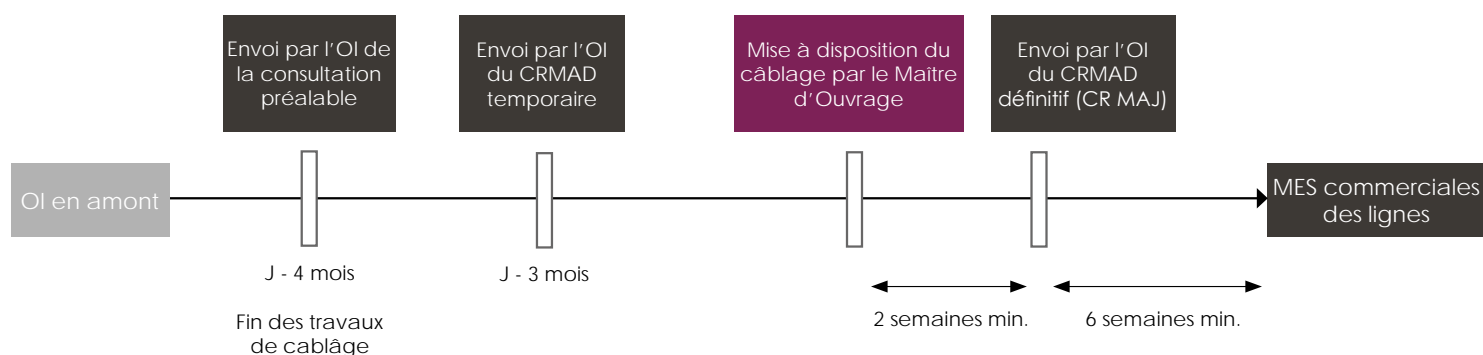 Envoi par l'OI de
la consultation
préalable
Envoi par l'OI
du CRMAD
temporaire
Mise à disposition du
câblage par le Maître
d'Ouvrage
Envoi par l'OI
du CRMAD
définitif (CR MAJ)
OI en amont
MES commerciales
des lignes
J - 4 mois
J - 3 mois
Fin des travaux
de cablâge
2 semaines min.
6 semaines min.